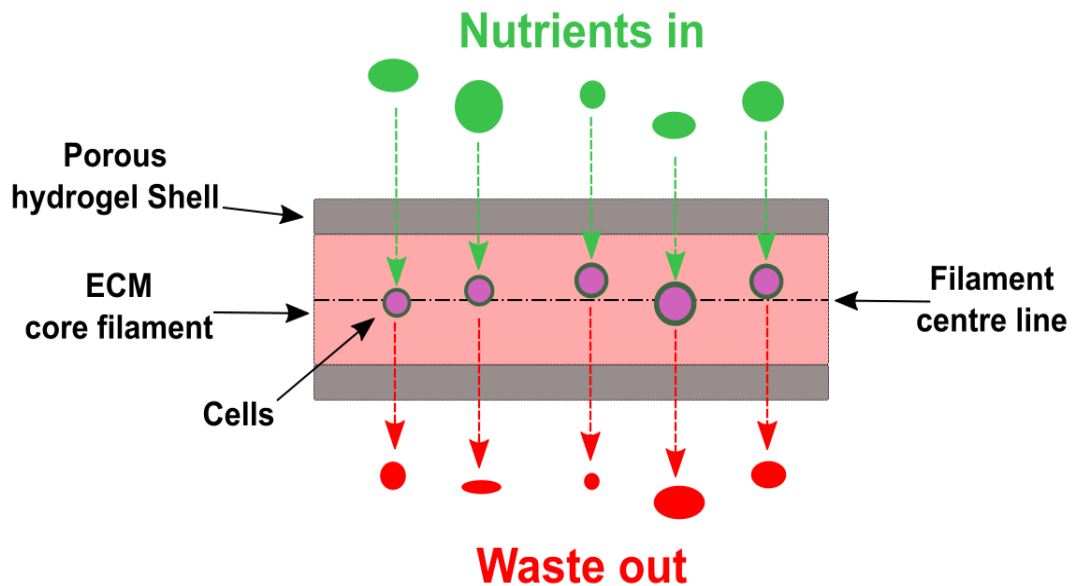 Nutrients in
Porous
hydrogel Shell
ECM
core filament
Cells
Filament
centre line
Waste out